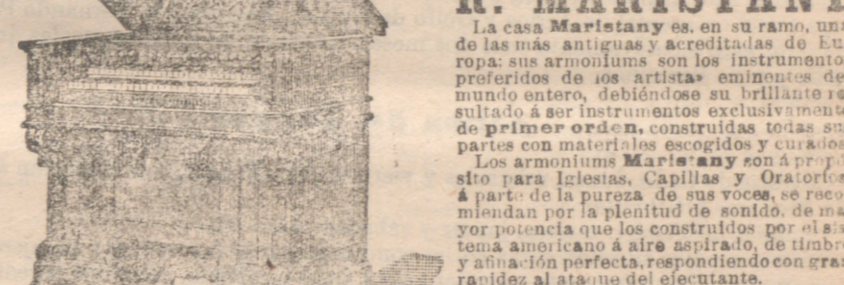 R. MARISTANY
La casa Maristany es. en su ramo, una
de las más antiguas y acreditadas de Eu
ropa: sus armoniums son los instrumento
preferidos de los artistas eminentes de
mundo entero, debiéndose su brillante re
sultado á ser instrumentos exclusivament
de primer orden, construidas todas sus
partes con materiales escogidos y curados
Los armoniums Maristany son á propó
sito para Iglesias, Capillas y Oratorios
á parte de la pureza de sus voces, se reco
miendan por la plenitud de sonido. de ma
yor potencia que los construidos por el sis
tema americano á aire aspirado, de timbre
y afinación perfecta, respondiendo con gran
rapidez al ataque del ejecutante.